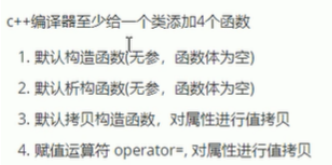 c++编译器至少给一个类添加4个函数
1. 默认构造函数(无参，函数体为空)
2. 默认析构函数(无参，函数体为空)
3. 默认拷贝构造函数，对属性进行值拷贝
4. 赋值运算符 operator=, 对属性进行值拷贝